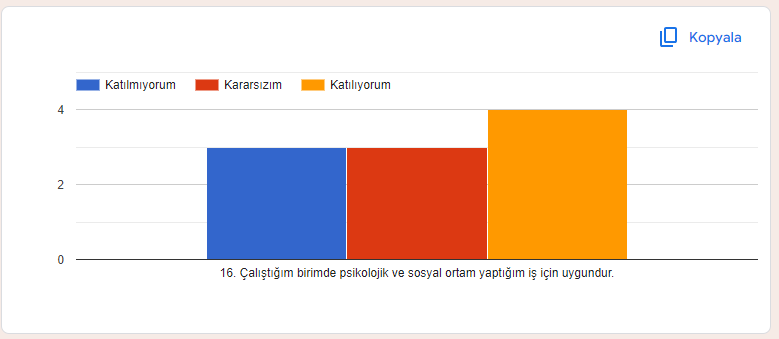 Kopyala
Katılmıyorum Kararsızım Katılıyorum
4
2
0
16. Çalıştığım birimde psikolojik ve sosyal ortam yaptığım iş için uygundur.